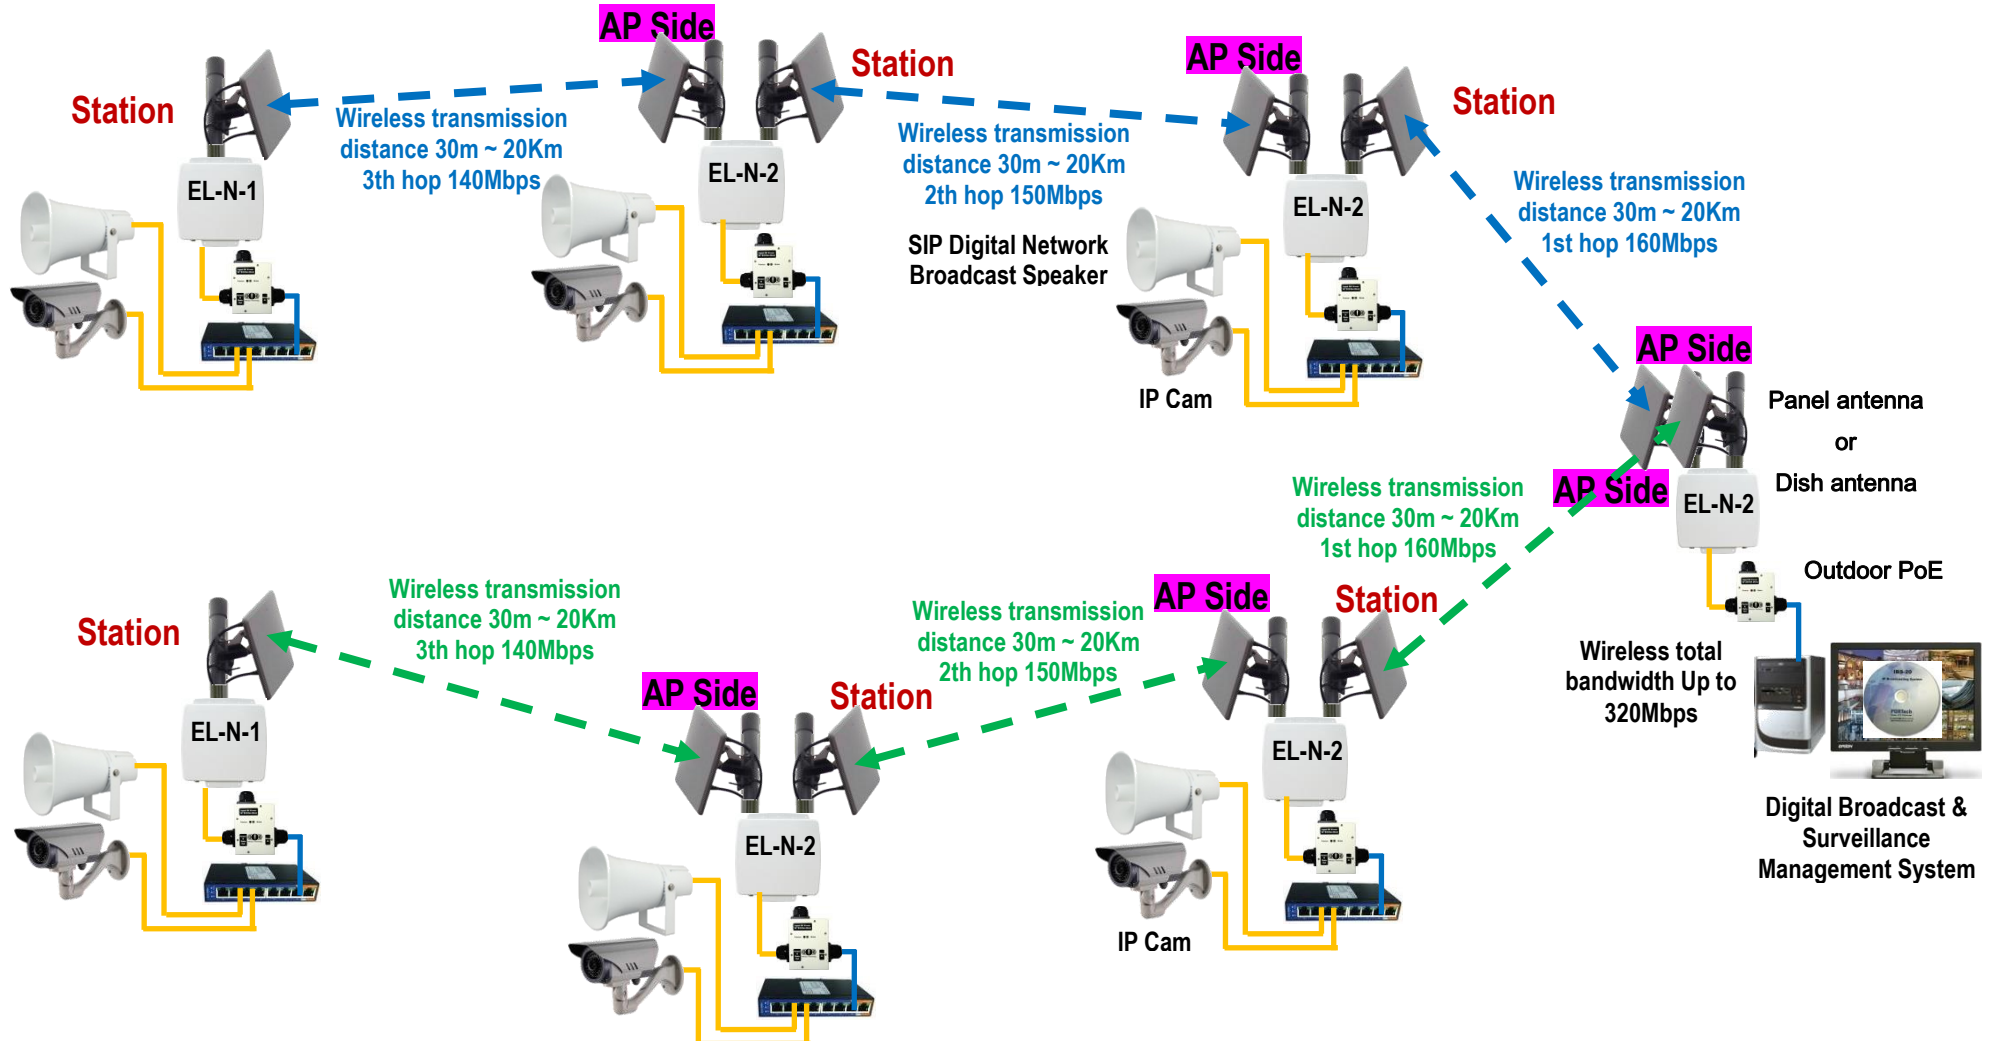 AP Side
Station
AP Side
Station
Station
Wireless transmission
distance 30m ~ 20Km
3th hop 140Mbps
Wireless transmission
distance 30m ~ 20Km
2th hop 150Mbps
Wireless transmission
distance 30m ~ 20Km
1st hop 160Mbps
EL-N-1
EL-N-2
EL-N-2
SIP Digital Network
Broadcast Speaker
IP Cam
AP Side
Panel antenna
or
Dish antenna
AP Side
EL-N-2
Outdoor PoE
Wireless transmission
distance 30m ~ 20Km
1st hop 160Mbps
Wireless transmission
distance 30m ~ 20Km
3th hop 140Mbps
Wireless transmission
distance 30m ~ 20Km
2th hop 150Mbps
AP Side
Station
Station
AP Side
Station
EL-N-1
EL-N-2
EL-N-2
IP Cam
Wireless total
bandwidth Up to
320Mbps
Digital Broadcast &
Surveillance
Management System